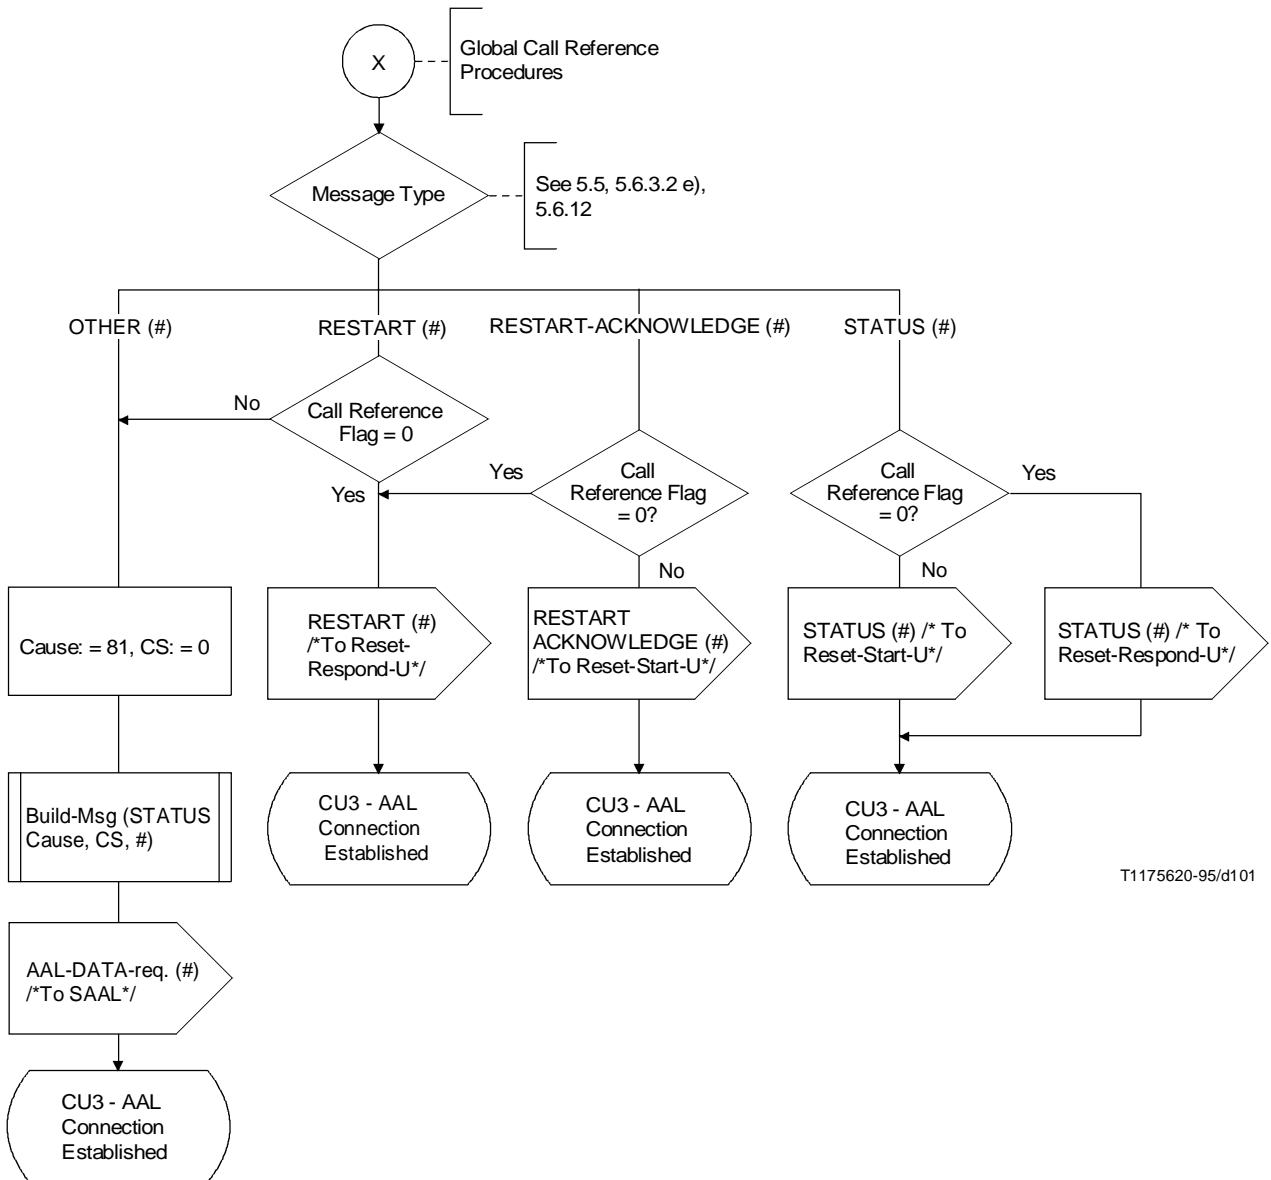 X
Global Call Reference
Procedures
Message Type
See 5.5, 5.6.3.2 e),
5.6.12
OTHER (#)
RESTART (#)
RESTART-ACKNOWLEDGE (#)
STATUS (#)
No
Call Reference
Flag = 0
Yes
Yes
Call
Reference Flag
= 0?
No
Call
Reference Flag
= 0?
Yes
No
Cause: = 81, CS: = 0
RESTART (#)
/*To Reset-
Respond-U*/
RESTART
ACKNOWLEDGE (#)
/*To Reset-Start-U*/
STATUS (#) /* To
Reset-Start-U*/
STATUS (#) /* To
Reset-Respond-U*/
Build-Msg (STATUS
Cause, CS, #)
CU3 - AAL
Connection
Established
CU3 - AAL
Connection
Established
CU3 - AAL
Connection
Established
T1175620-95/d101
AAL-DATA-req. (#)
/*To SAAL*/
CU3 - AAL
Connection
Established